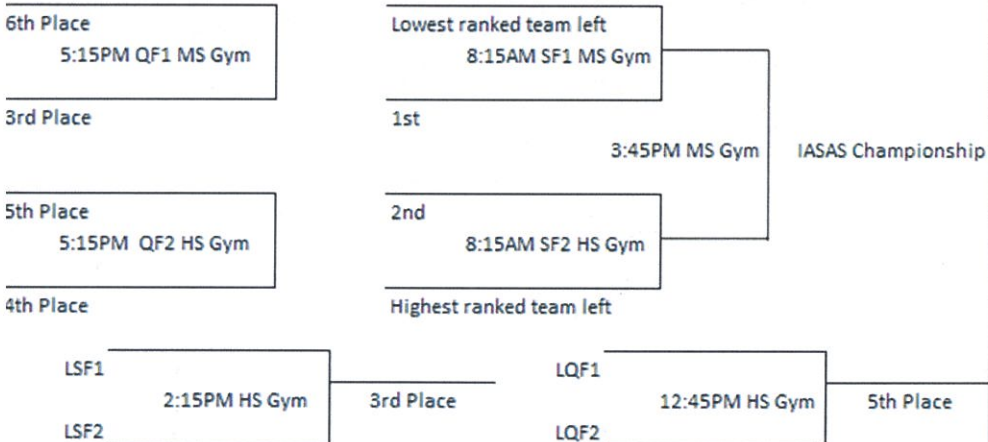 6th Place
5:15PM QF1 MS Gym
3rd Place
5th Place
5:15PM QF2 HS Gym
4th Place
Lowest ranked team left
8:15AM SF1 MS Gym
1st
3:45PM MS Gym
IASAS Championship
2nd
8:15AM SF2 HS Gym
Highest ranked team left
LSF1
2:15PM HS Gym
3rd Place
LSF2
LQF1
12:45PM HS Gym
5th Place
LQF2